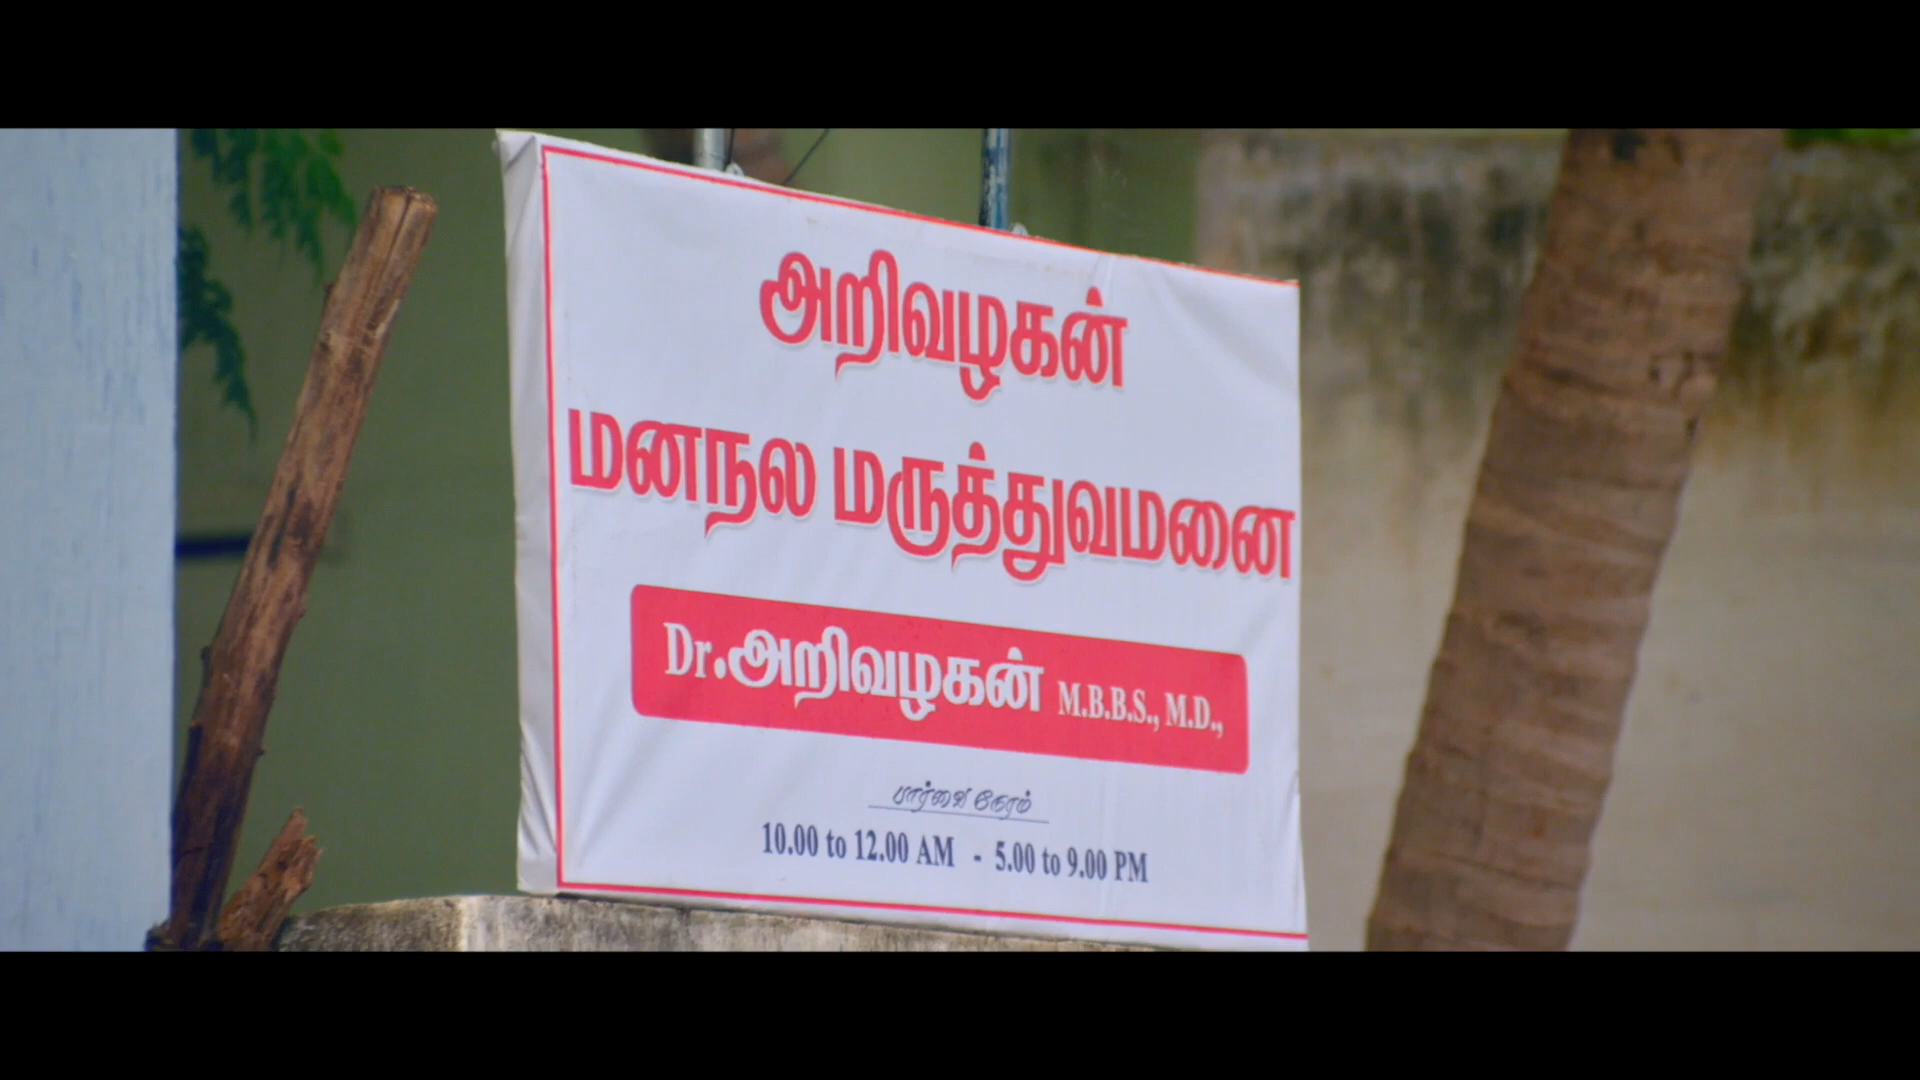 அறிவழகன்
மனநல மருத்துவமனை
Dr.அறிவழகன் M.B.B.S., M.D.,
பார்வை நேரம்
10.00 to 12.00 AM - 5.00 to 9.00 PM